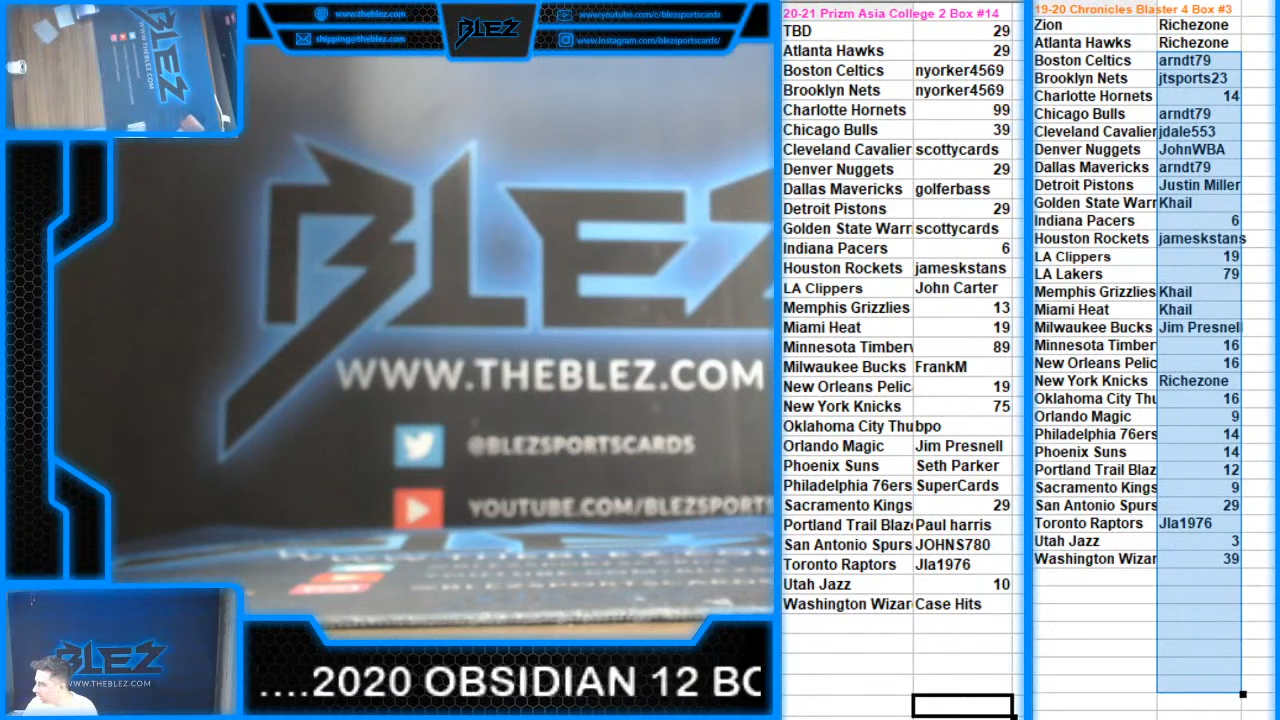 www.theblez.com
shipping@theblez.com
BLEZ
www.youtube.com/c/blezsportscards
www.instagram.com/blezsportscards/
WWW.THEBLEZ.COM
BLEZ
BLEZ
WWW.THEBLEZ.COM
@BLEZSPORTSCARDS
YOUTUBE.COM/BLEZSPORTS
BLEZ
WWW.THEBLEZ.COM
....2020 OBSIDIAN 12 BO
20-21 Prizm Asia College 2 Box #14
TBD 29
Atlanta Hawks 29
Boston Celtics nyorker4569
Brooklyn Nets nyorker4569
Charlotte Hornets 99
Chicago Bulls 39
Cleveland Cavalier scottycards
Denver Nuggets 29
Dallas Mavericks golferbass
Detroit Pistons 29
Golden State Warr scottycards
Indiana Pacers 6
Houston Rockets jameskstans
LA Clippers John Carter
Memphis Grizzlies 13
Miami Heat 19
Minnesota Timberv 89
Milwaukee Bucks FrankM
New Orleans Pelic 19
New York Knicks 75
Oklahoma City Thu bpo
Orlando Magic Jim Presnell
Phoenix Suns Seth Parker
Philadelphia 76ers SuperCards
Sacramento Kings 29
Portland Trail Blaze Paul harris
San Antonio Spurs JOHNS780
Toronto Raptors Jla1976
Utah Jazz 10
Washington Wizar Case Hits
19-20 Chronicles Blaster 4 Box #3
Zion Richezone
Atlanta Hawks Richezone
Boston Celtics arndt79
Brooklyn Nets jtsports23
Charlotte Hornets 14
Chicago Bulls arndt79
Cleveland Cavalier jdale553
Denver Nuggets JohnWBA
Dallas Mavericks arndt79
Detroit Pistons Justin Miller
Golden State Warr Khail
Indiana Pacers 6
Houston Rockets jameskstans
LA Clippers 19
LA Lakers 79
Memphis Grizzlies Khail
Miami Heat Khail
Milwaukee Bucks Jim Presnell
Minnesota Timber 16
New Orleans Pelic 16
New York Knicks Richezone
Oklahoma City Thu 16
Orlando Magic 9
Philadelphia 76ers 14
Phoenix Suns 14
Portland Trail Blaz 12
Sacramento Kings 9
San Antonio Spurs 29
Toronto Raptors Jla1976
Utah Jazz 3
Washington Wizar 39